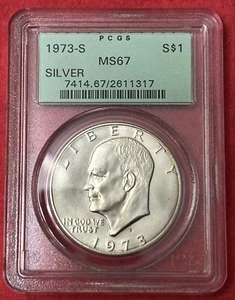 PCGS
1973-S S$1
MS67
SILVER
7414.67/2611317
LIBERTY
IN GOD WE
TRUST
S
1973